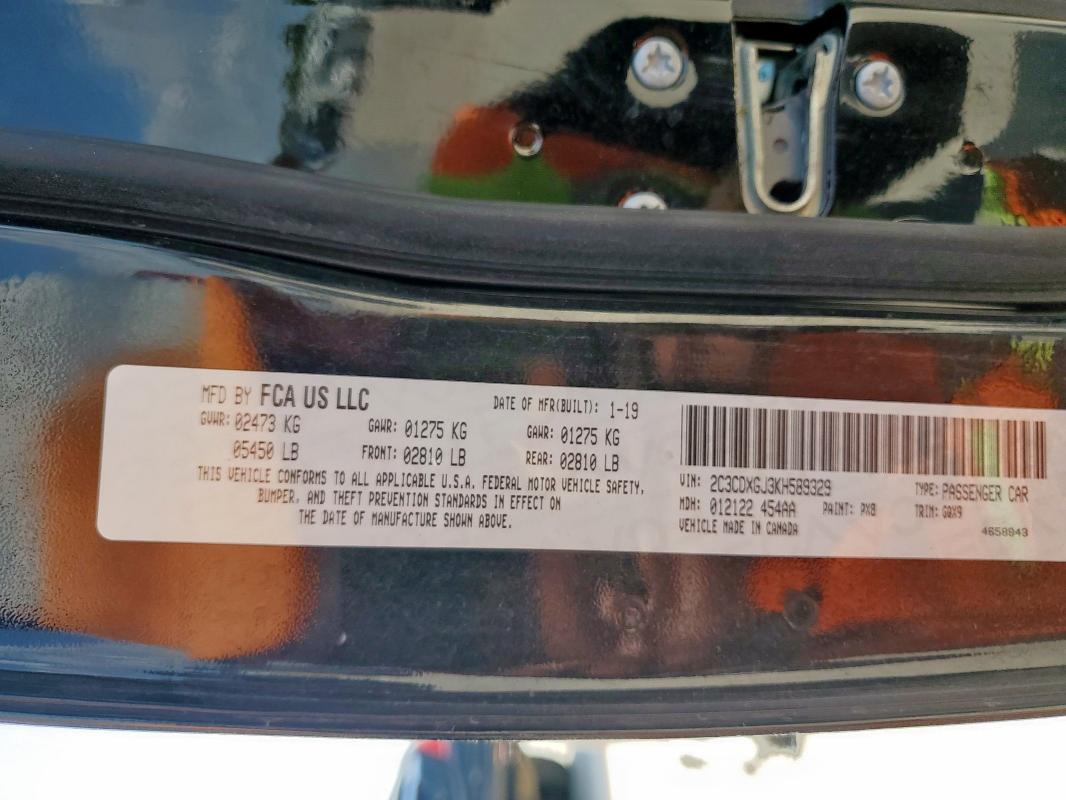 MFD BY FCA US LLC
DATE OF MFR(BUILT): 1-19
GVWR: 02473 KG GAWR: 01275 KG GAWR: 01275 KG
05450 LB FRONT: 02810 LB REAR: 02810 LB
THIS VEHICLE CONFORMS TO ALL APPLICABLE U.S.A. FEDERAL MOTOR VEHICLE SAFETY,
BUMPER, AND THEFT PREVENTION STANDARDS IN EFFECT ON
THE DATE OF MANUFACTURE SHOWN ABOVE.
VIN: 2C3CDXGJ3KH589329 TYPE: PASSENGER CAR
MDH: 012122 454AA PAINT: PX8 TRIM: GQX9
VEHICLE MADE IN CANADA 4658943